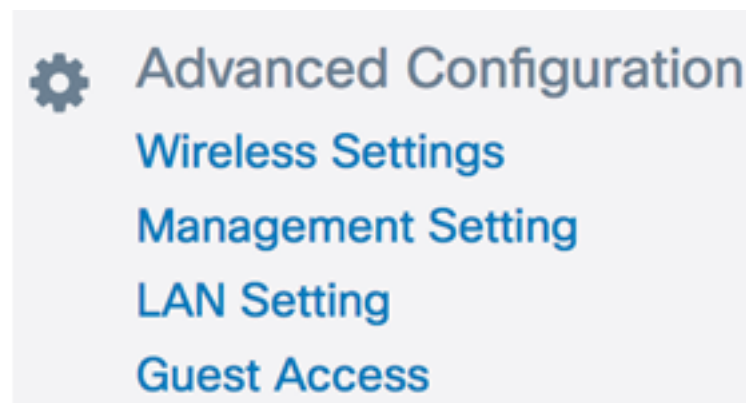 Advanced Configuration
Wireless Settings
Management Setting
LAN Setting
Guest Access